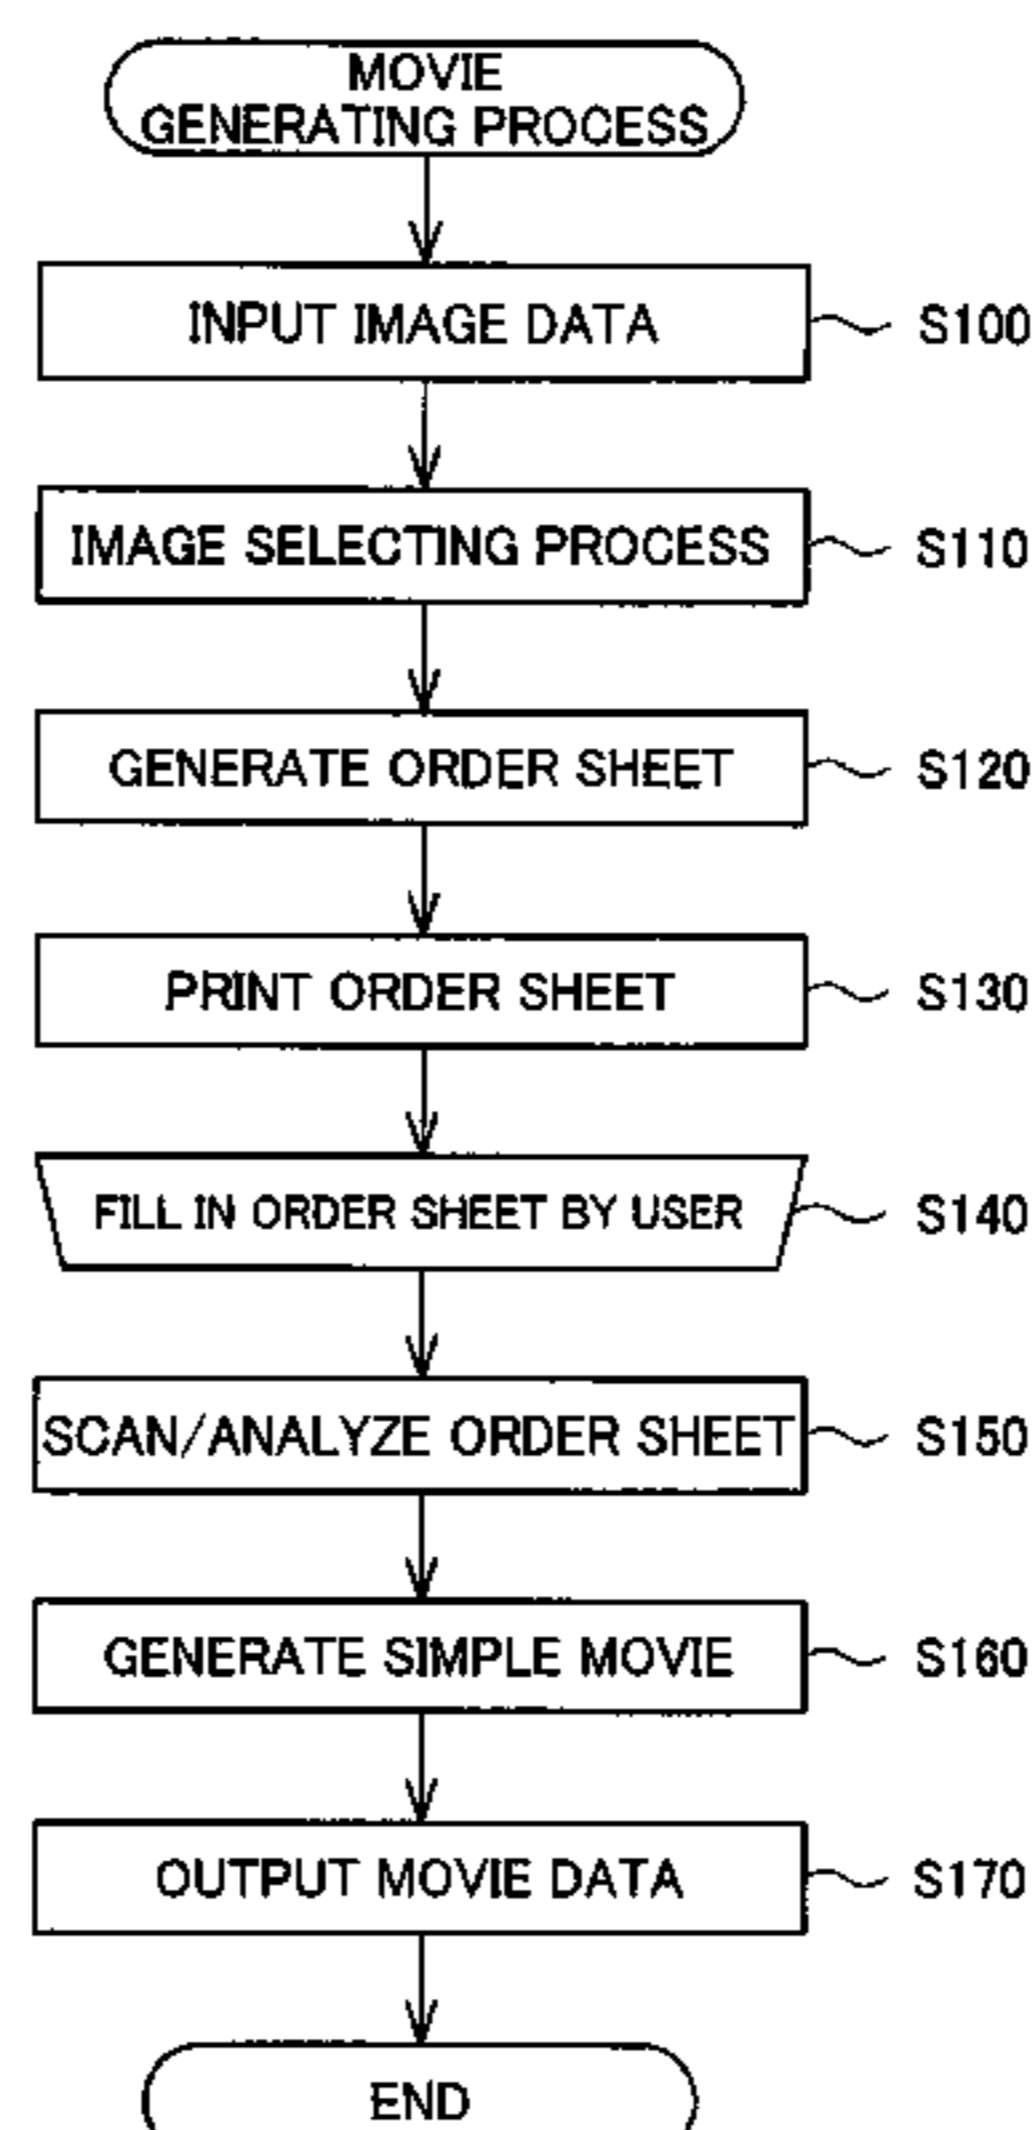 MOVIE
GENERATING PROCESS
INPUT IMAGE DATA S100
IMAGE SELECTING PROCESS S110
GENERATE ORDER SHEET S120
PRINT ORDER SHEET S130
FILL IN ORDER SHEET BY USER S140
SCAN/ANALYZE ORDER SHEET S150
GENERATE SIMPLE MOVIE S160
OUTPUT MOVIE DATA S170
END